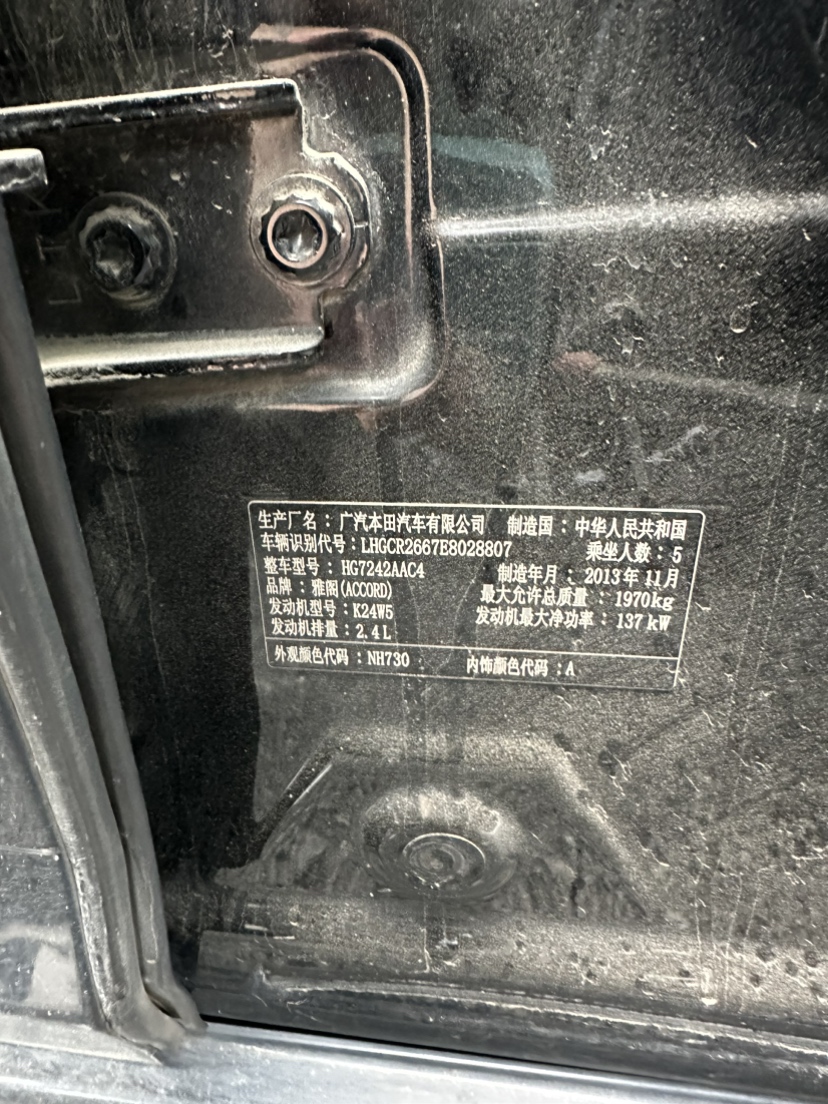 生产厂名：广汽本田汽车有限公司 制造国：中华人民共和国
车辆识别代号：LHGCR2667E8028807 乘坐人数：5
整车型号：HG7242AAC4 制造年月：2013年11月
品牌：雅阁(ACCORD) 最大允许总质量：1970kg
发动机型号：K24W5 发动机最大净功率：137kW
发动机排量：2.4L
外观颜色代码：NH730 内饰颜色代码：A